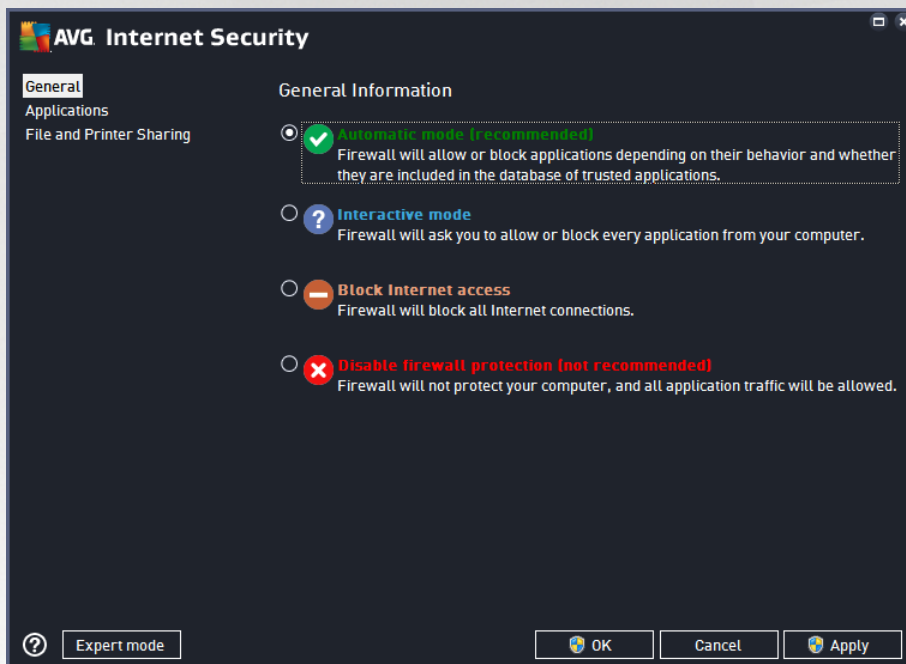 AVG Internet Security
General
Applications
File and Printer Sharing
General Information
Automatic mode (recommended)
Firewall will allow or block applications depending on their behavior and whether
they are included in the database of trusted applications.
Interactive mode
Firewall will ask you to allow or block every application from your computer.
Block Internet access
Firewall will block all Internet connections.
Disable firewall protection (not recommended)
Firewall will not protect your computer, and all application traffic will be allowed.
Expert mode
OK
Cancel
Apply